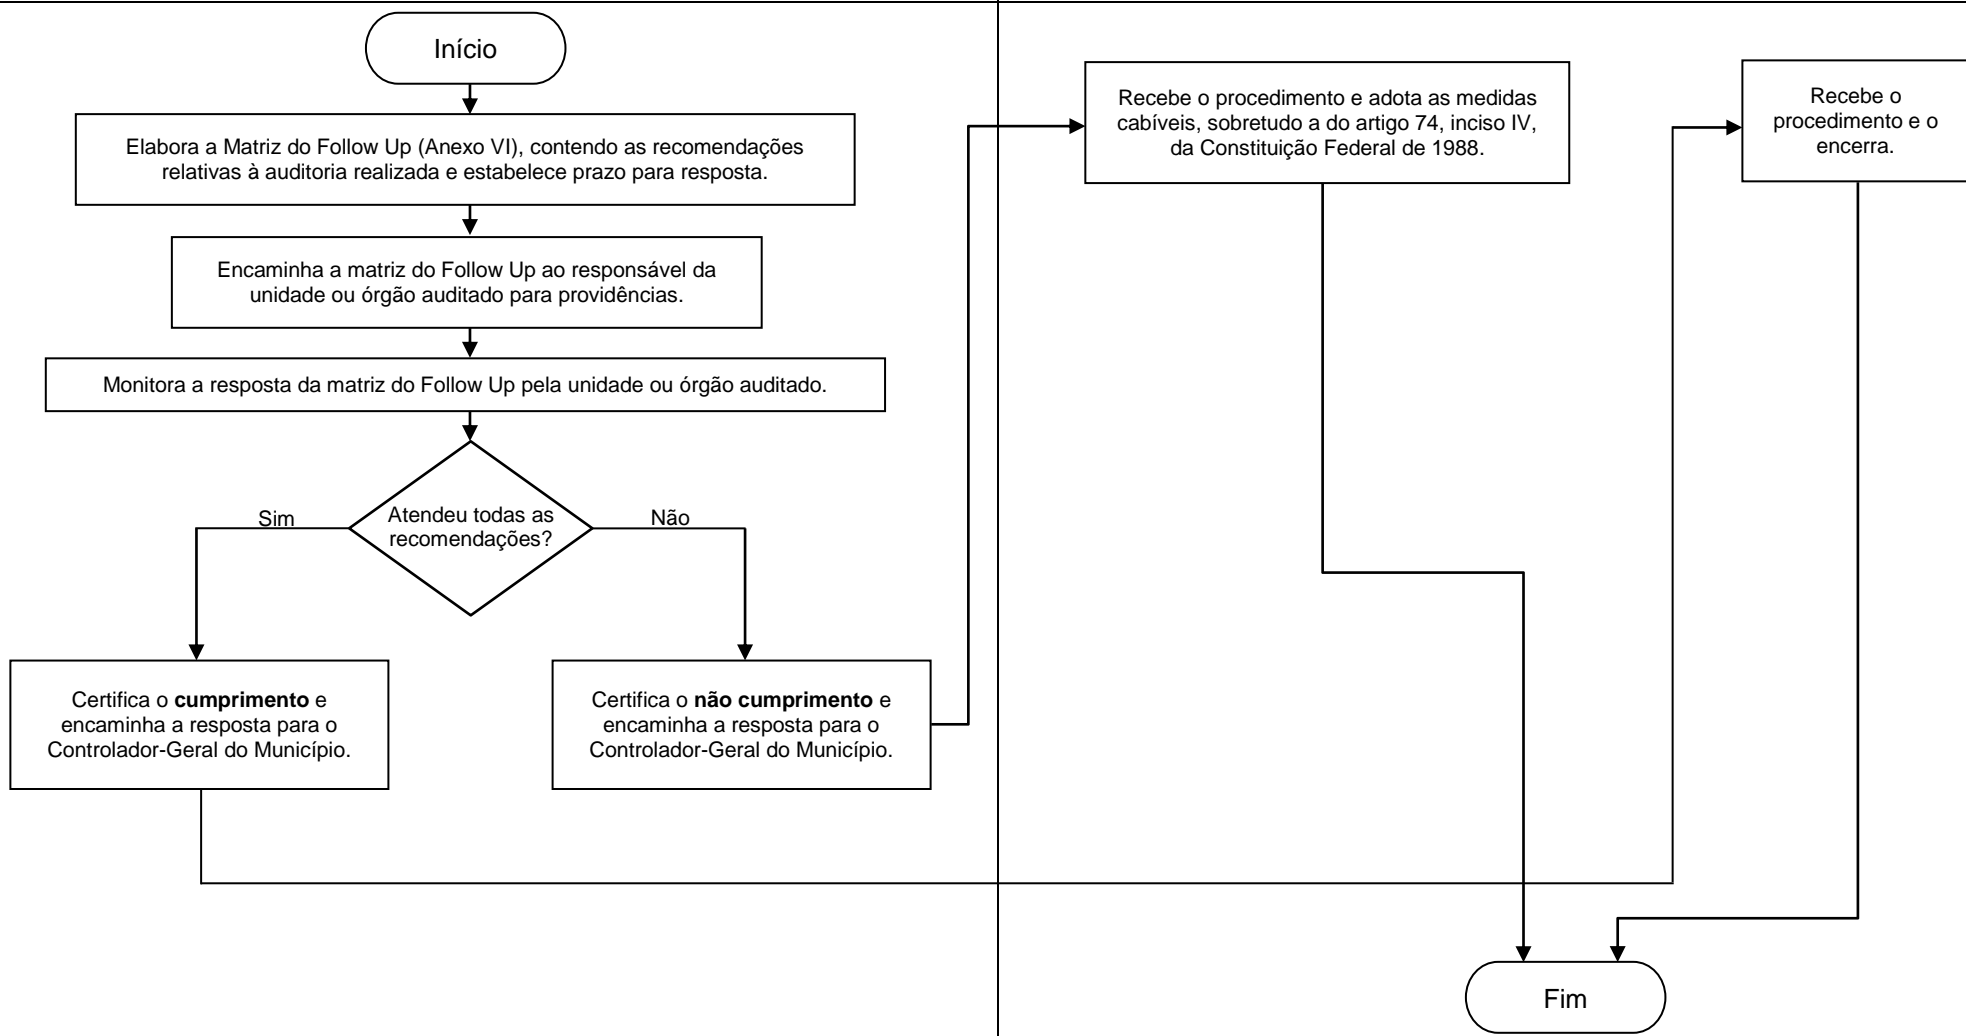 Início
Elabora a Matriz do Follow Up (Anexo VI), contendo as recomendações
relativas à auditoria realizada e estabelece prazo para resposta.
Encaminha a matriz do Follow Up ao responsável da
unidade ou órgão auditado para providências.
Monitora a resposta da matriz do Follow Up pela unidade ou órgão auditado.
Atendeu todas as
recomendações?
Sim
Não
Certifica o cumprimento e
encaminha a resposta para o
Controlador-Geral do Município.
Certifica o não cumprimento e
encaminha a resposta para o
Controlador-Geral do Município.
Recebe o procedimento e adota as medidas
cabíveis, sobretudo a do artigo 74, inciso IV,
da Constituição Federal de 1988.
Recebe o
procedimento e o
encerra.
Fim